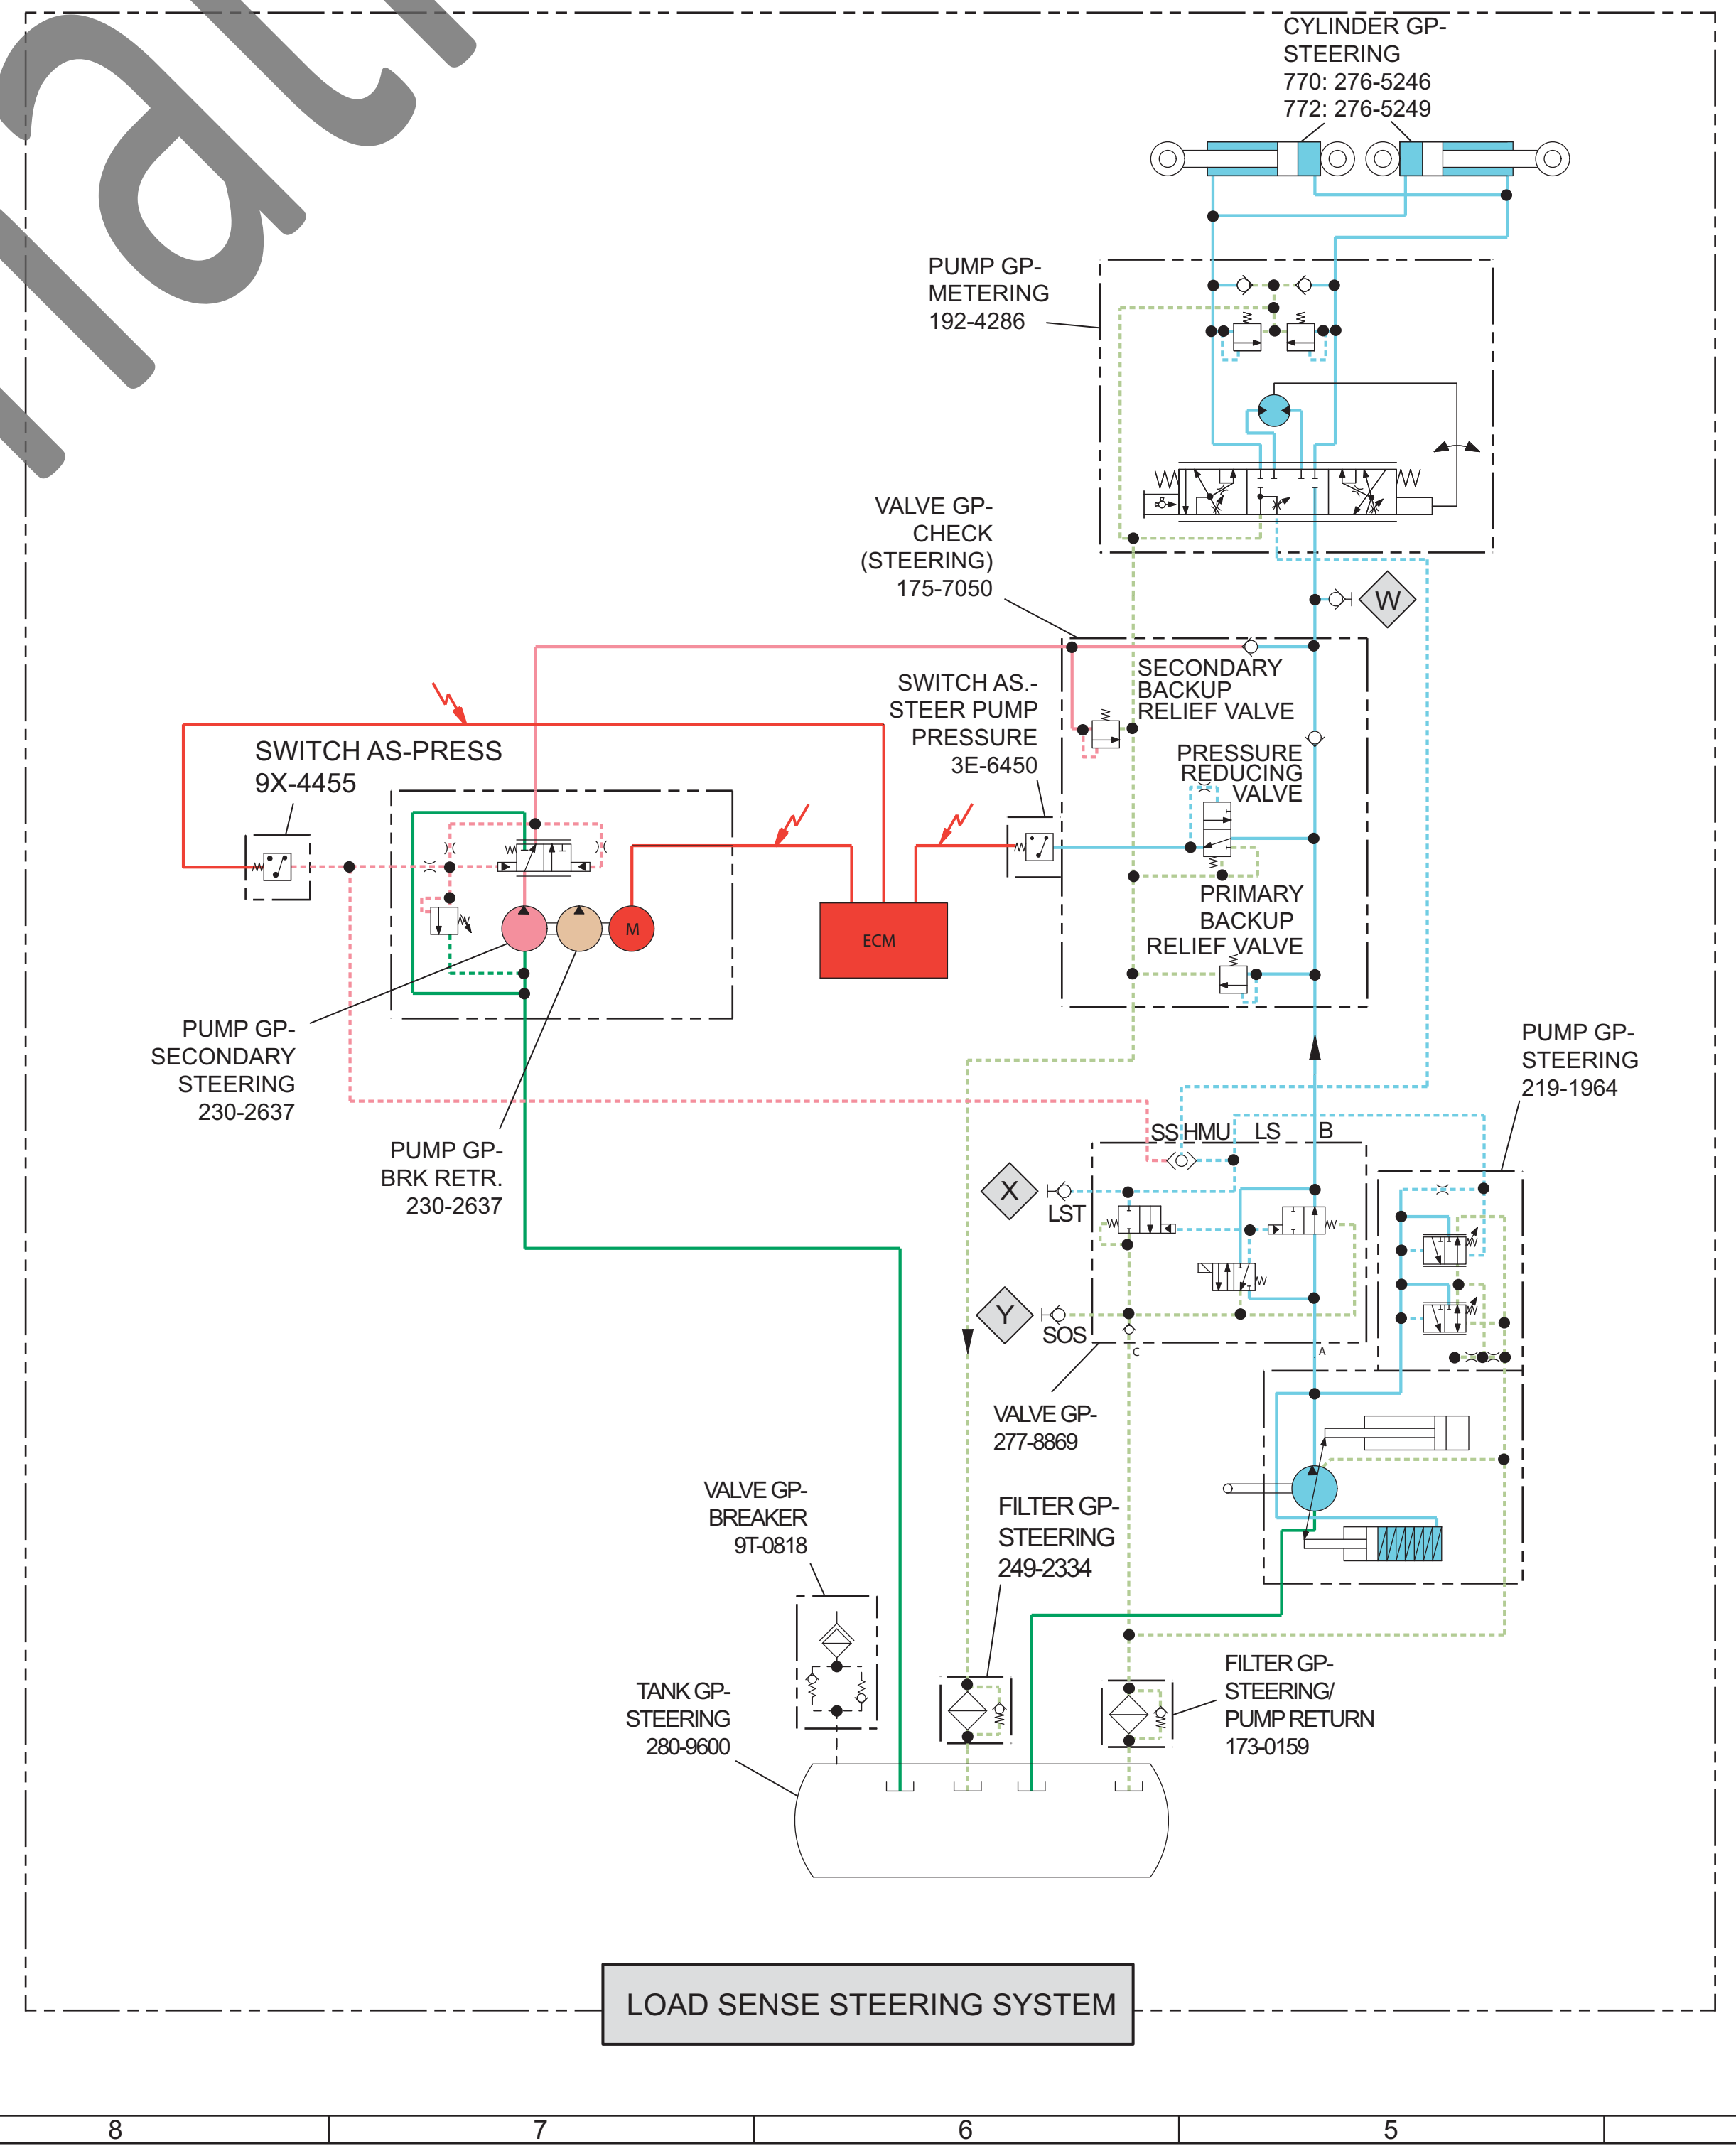 CYLINDER GP-
STEERING
770: 276-5246
772: 276-5249
PUMP GP-
METERING
192-4286
VALVE GP-
CHECK
(STEERING)
175-7050
W
SECONDARY
BACKUP
RELIEF VALVE
SWITCH AS.-
STEER PUMP
PRESSURE
3E-6450
PRESSURE
REDUCING
VALVE
SWITCH AS-PRESS
9X-4455
PRIMARY
BACKUP
RELIEF VALVE
M
ECM
PUMP GP-
SECONDARY
STEERING
230-2637
PUMP GP-
BRK RETR.
230-2637
PUMP GP-
STEERING
219-1964
SS HMU LS B
X
LST
Y
SOS
C
A
VALVE GP-
277-8869
VALVE GP-
BREAKER
9T-0818
FILTER GP-
STEERING
249-2334
TANK GP-
STEERING
280-9600
FILTER GP-
STEERING/
PUMP RETURN
173-0159
LOAD SENSE STEERING SYSTEM
8 7 6 5